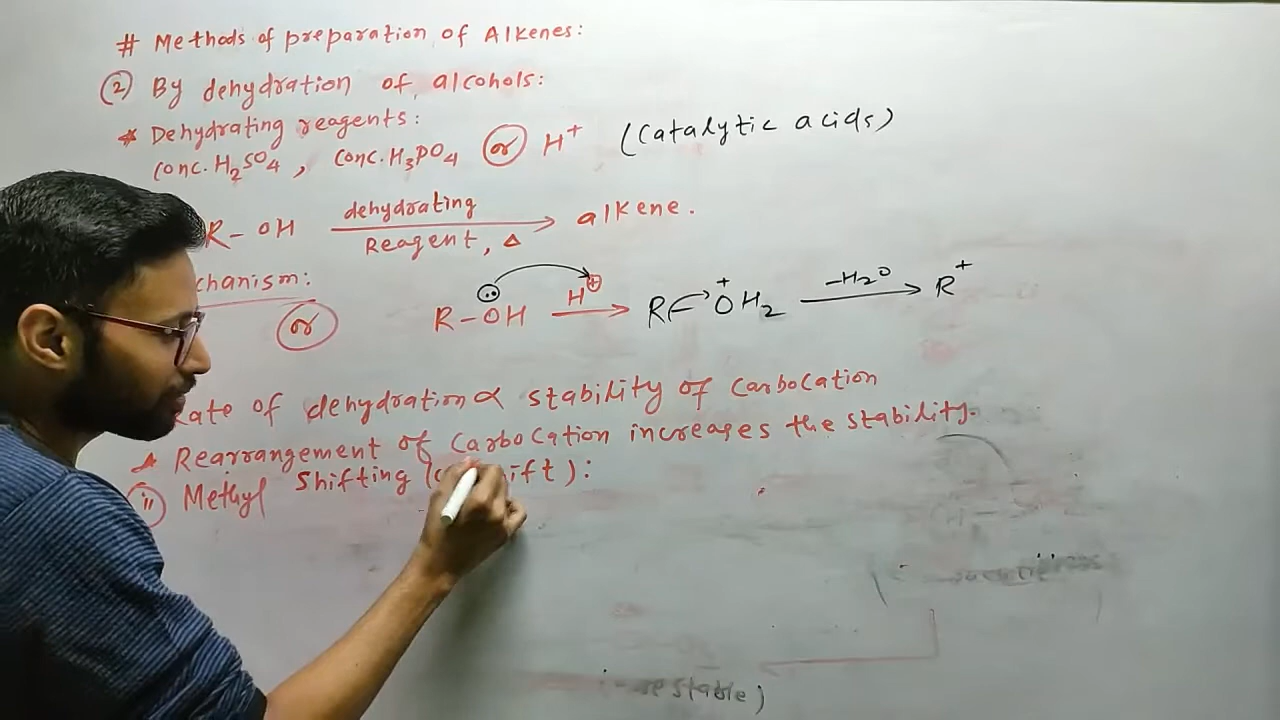 # Methods of preparation of Alkenes:
② By dehydration of alcohols:
* Dehydrating reagents:
Conc. H₂SO₄, Conc. H₃PO₄ or H⁺ (Catalytic acids)
R–OH dehydrating Reagent, Δ → alkene.
chanism:
or R–OH H⊕ → R–O⁺H₂ –H₂O → R⁺
Rate of dehydration ∝ stability of Carbocation
* Rearrangement of Carbocation increases the stability.
(ii) Methyl Shifting ( ift):
stable)